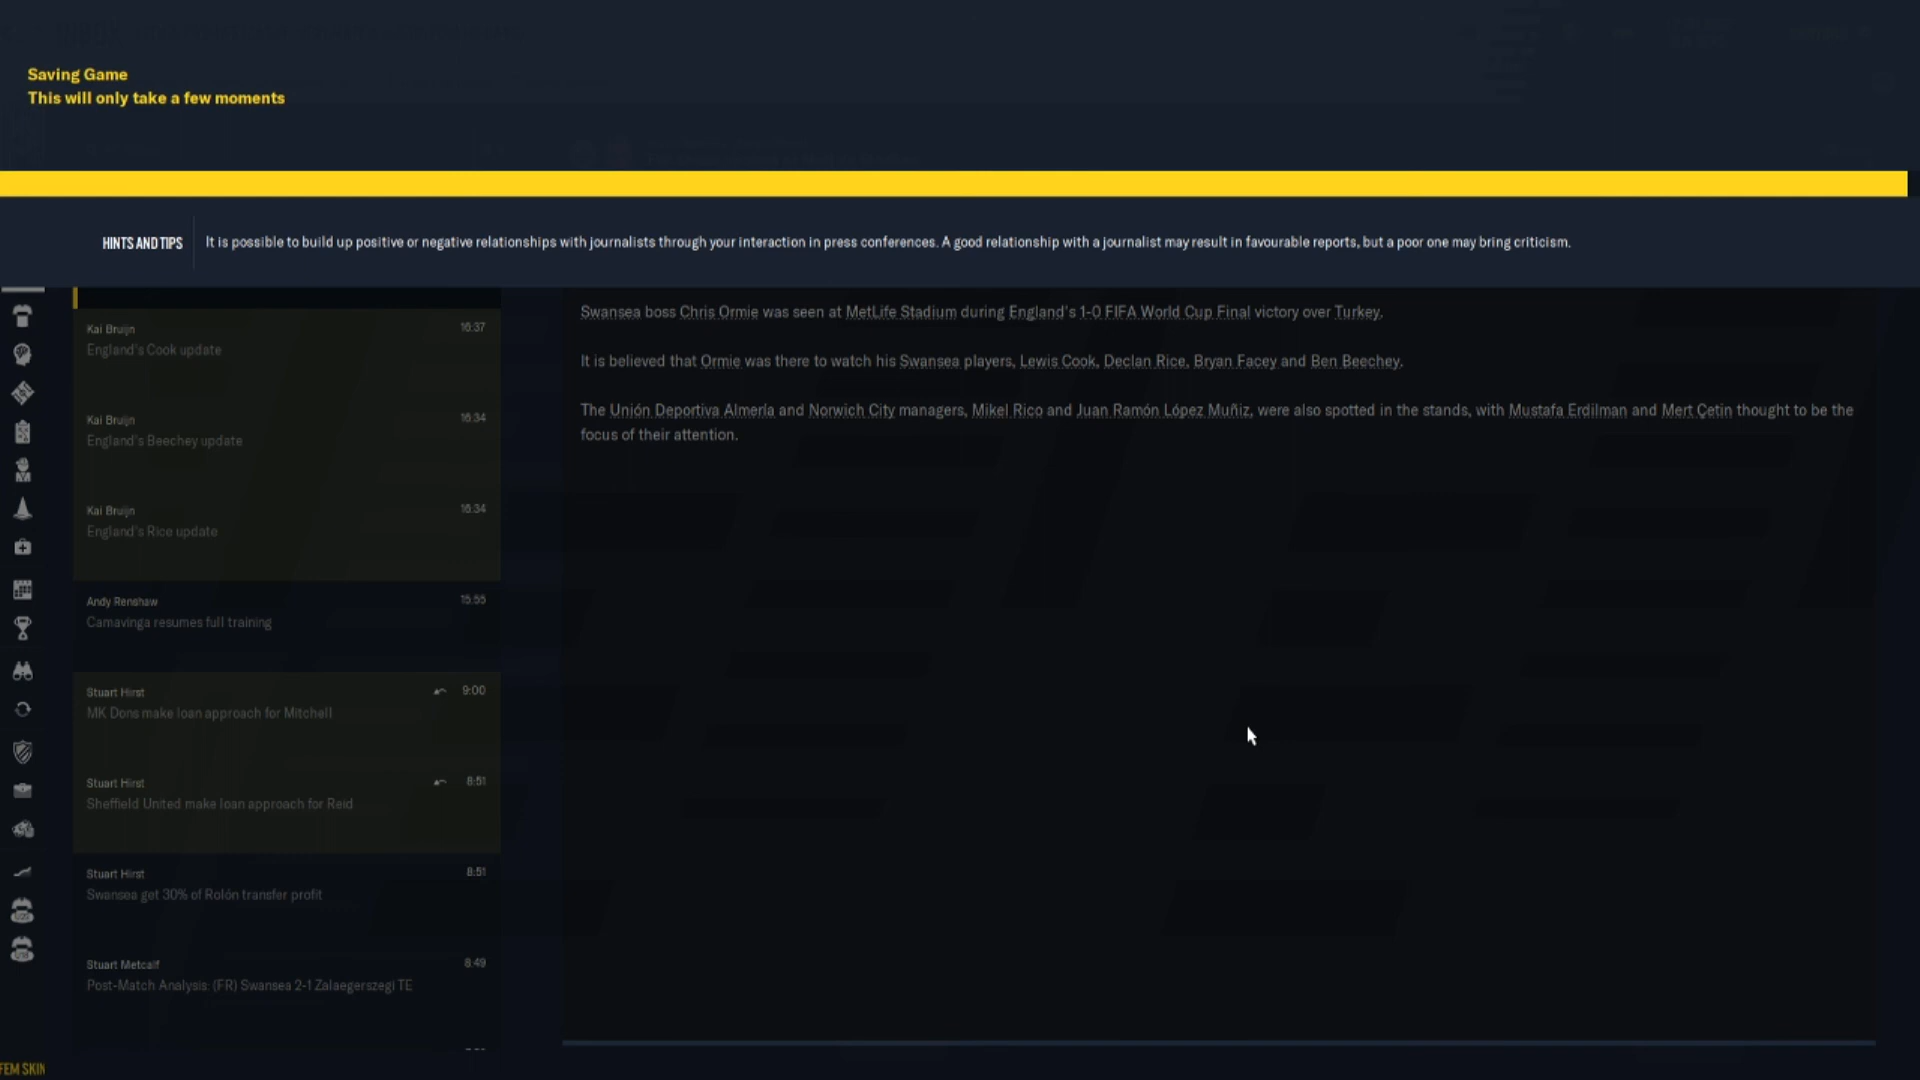 Saving Game
This will only take a few moments
HINTS AND TIPS
It is possible to build up positive or negative relationships with journalists through your interaction in press conferences. A good relationship with a journalist may result in favourable reports, but a poor one may bring criticism.
Kai Bruijn 16:37
England's Cook update
Kai Bruijn 16:34
England's Beechey update
Kai Bruijn 16:34
England's Rice update
Andy Renshaw 15:55
Camavinga resumes full training
Stuart Hirst 9:00
MK Dons make loan approach for Mitchell
Stuart Hirst 8:51
Sheffield United make loan approach for Reid
Stuart Hirst 8:51
Swansea get 30% of Rolón transfer profit
Stuart Metcalf 8:49
Post-Match Analysis: (FR) Swansea 2-1 Zalaegerszegi TE
Swansea boss Chris Ormie was seen at MetLife Stadium during England's 1-0 FIFA World Cup Final victory over Turkey.
It is believed that Ormie was there to watch his Swansea players, Lewis Cook, Declan Rice, Bryan Facey and Ben Beechey.
The Unión Deportiva Almería and Norwich City managers, Mikel Rico and Juan Ramón López Muñiz, were also spotted in the stands, with Mustafa Erdilman and Mert Çetin thought to be the
focus of their attention.
FEM SKIN